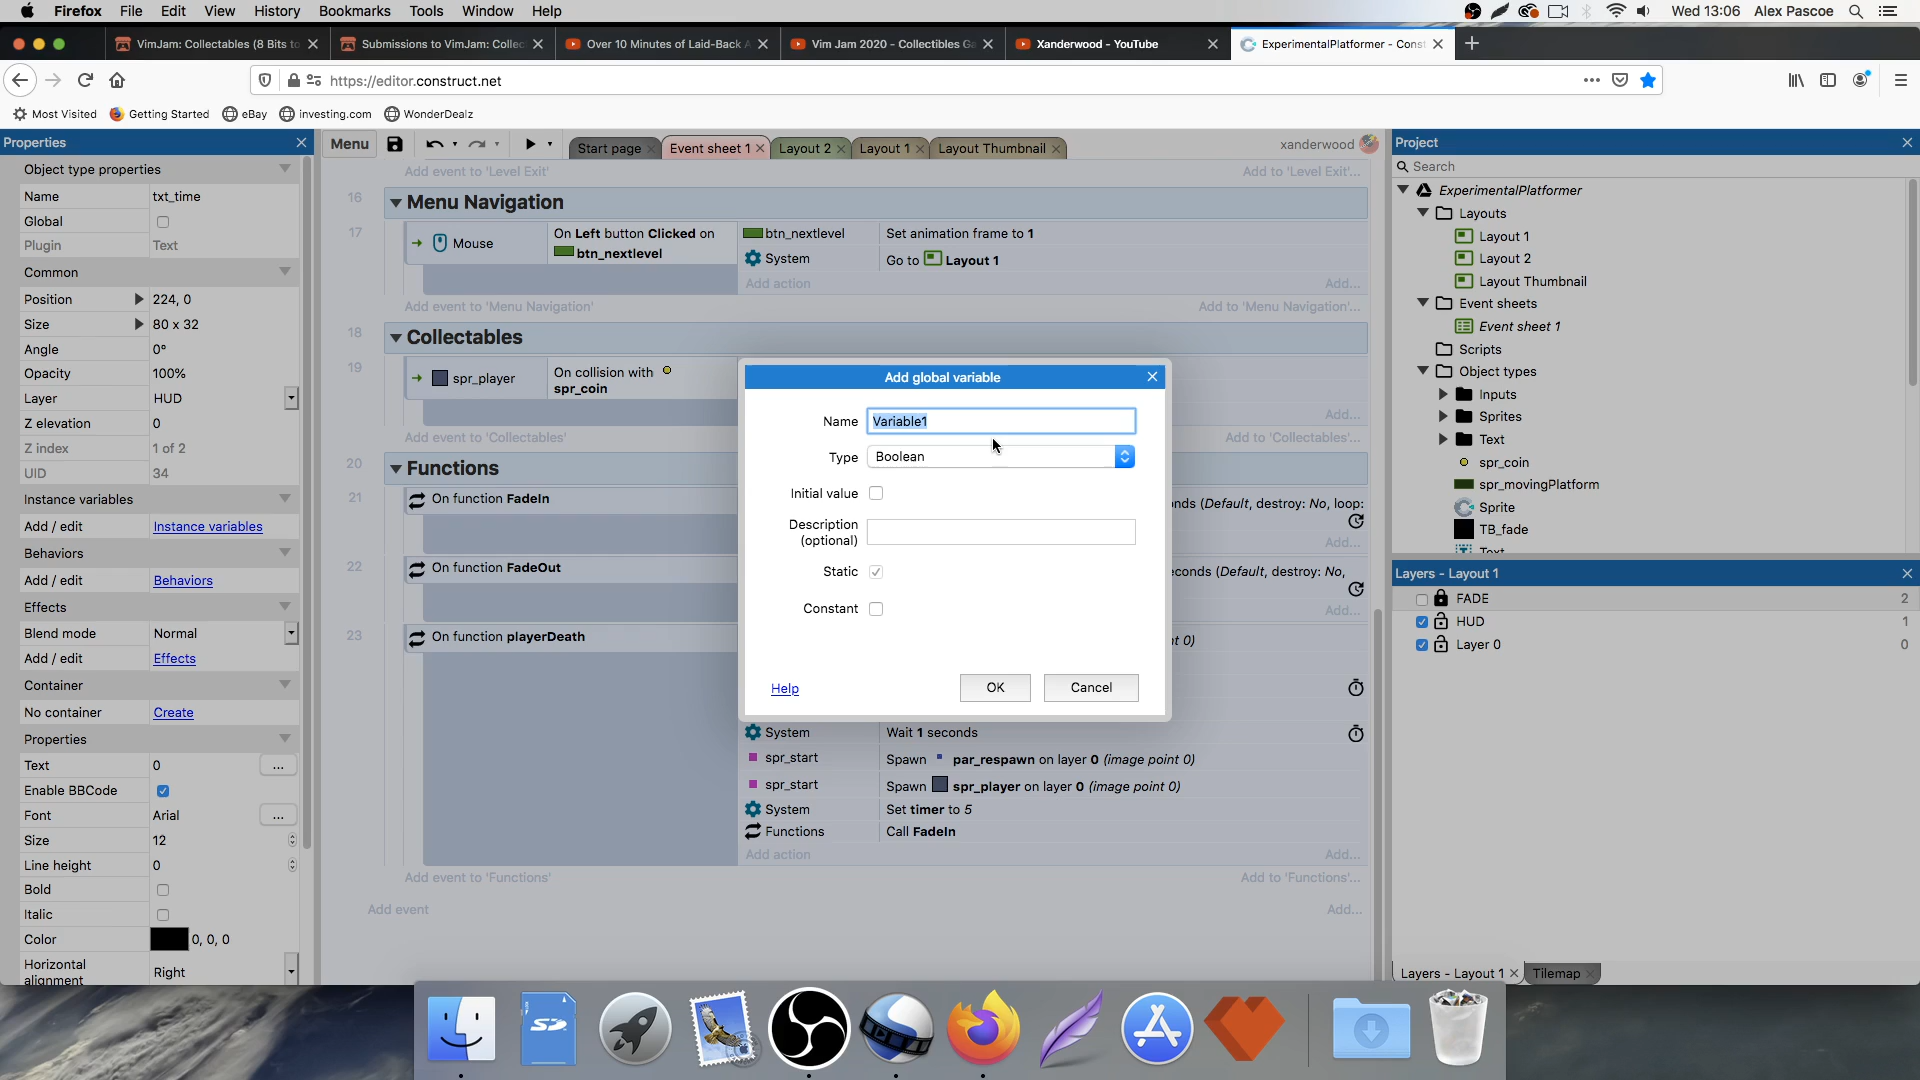 Firefox File Edit View History Bookmarks Tools Window Help Wed 13:06 Alex Pascoe
VimJam: Collectables (8 Bits to Submissions to VimJam: Collec Over 10 Minutes of Laid-Back A Vim Jam 2020 - Collectibles Ga Xanderwood - YouTube ExperimentalPlatformer - Const
https://editor.construct.net
Most Visited Getting Started eBay investing.com WonderDealz
Properties
Object type properties
Name txt_time
Global
Plugin Text
Common
Position 224, 0
Size 80 x 32
Angle 0°
Opacity 100%
Layer HUD
Z elevation 0
Z index 1 of 2
UID 34
Instance variables
Add / edit Instance variables
Behaviors
Add / edit Behaviors
Effects
Blend mode Normal
Add / edit Effects
Container
No container Create
Properties
Text 0 ...
Enable BBCode
Font Arial ...
Size 12
Line height 0
Bold
Italic
Color 0, 0, 0
Horizontal alignment Right
Menu Start page Event sheet 1 Layout 2 Layout 1 Layout Thumbnail xanderwood
Add event to 'Level Exit' Add to 'Level Exit'...
16 Menu Navigation
17 Mouse On Left button Clicked on btn_nextlevel
btn_nextlevel Set animation frame to 1
System Go to Layout 1
Add action Add...
Add event to 'Menu Navigation' Add to 'Menu Navigation'...
18 Collectables
19 spr_player On collision with spr_coin
Add...
Add event to 'Collectables' Add to 'Collectables'...
20 Functions
21 On function FadeIn
nds (Default, destroy: No, loop:
Add...
22 On function FadeOut
econds (Default, destroy: No,
Add...
23 On function playerDeath
nt 0)
System Wait 1 seconds
spr_start Spawn par_respawn on layer 0 (image point 0)
spr_start Spawn spr_player on layer 0 (image point 0)
System Set timer to 5
Functions Call FadeIn
Add action Add...
Add event to 'Functions' Add to 'Functions'...
Add event Add...
Add global variable
Name Variable1
Type Boolean
Initial value
Description (optional)
Static
Constant
Help OK Cancel
Project
Search
ExperimentalPlatformer
Layouts
Layout 1
Layout 2
Layout Thumbnail
Event sheets
Event sheet 1
Scripts
Object types
Inputs
Sprites
Text
spr_coin
spr_movingPlatform
Sprite
TB_fade
Text
Layers - Layout 1
FADE 2
HUD 1
Layer 0 0
Layers - Layout 1 Tilemap
SD